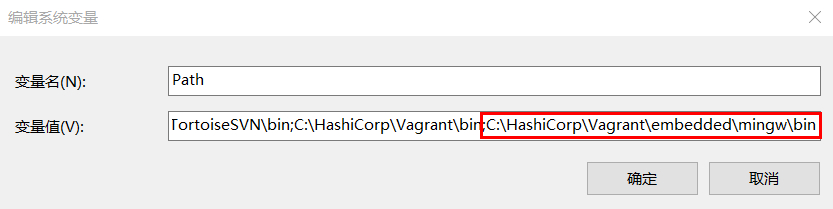 编辑系统变量
变量名(N):
Path
变量值(V):
TortoiseSVN\bin;C:\HashiCorp\Vagrant\bin;C:\HashiCorp\Vagrant\embedded\mingw\bin
确定
取消